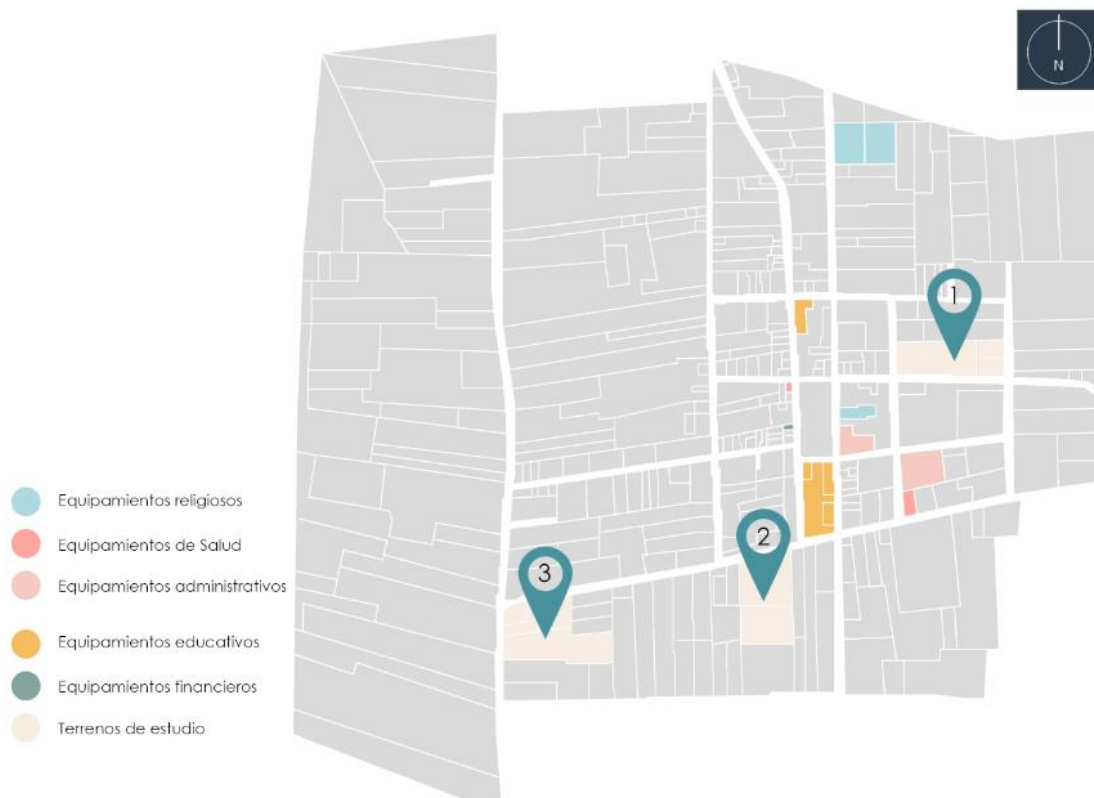 N
1
2
3
Equipamientos religiosos
Equipamientos de Salud
Equipamientos administrativos
Equipamientos educativos
Equipamientos financieros
Terrenos de estudio